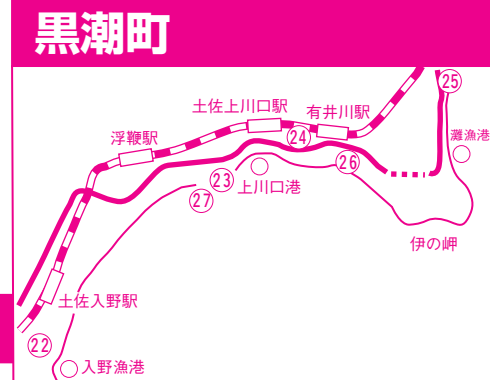 黒潮町
㉕
土佐上川口駅
有井川駅
㉔
浮鞭駅
灘漁港
㉖
㉓
上川口港
㉗
伊の岬
土佐入野駅
㉒
入野漁港